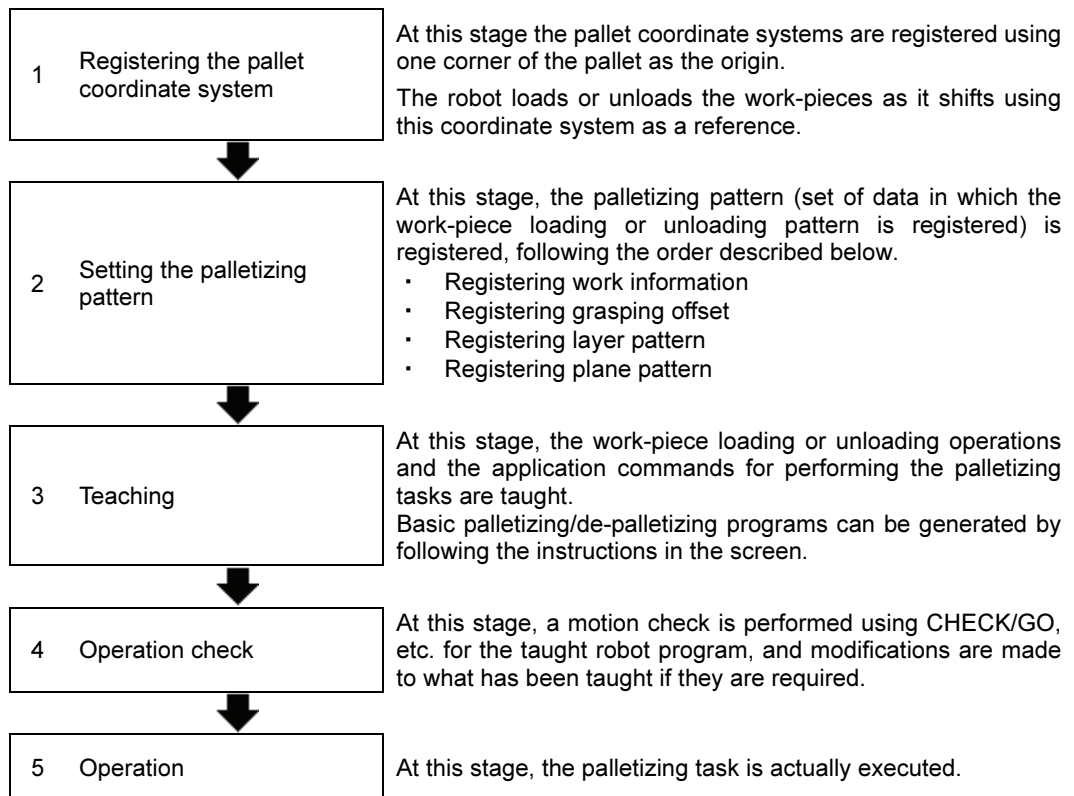 1 Registering the pallet
coordinate system
At this stage the pallet coordinate systems are registered using
one corner of the pallet as the origin.
The robot loads or unloads the work-pieces as it shifts using
this coordinate system as a reference.
2 Setting the palletizing
pattern
At this stage, the palletizing pattern (set of data in which the
work-piece loading or unloading pattern is registered) is
registered, following the order described below.
・ Registering work information
・ Registering grasping offset
・ Registering layer pattern
・ Registering plane pattern
3 Teaching
At this stage, the work-piece loading or unloading operations
and the application commands for performing the palletizing
tasks are taught.
Basic palletizing/de-palletizing programs can be generated by
following the instructions in the screen.
4 Operation check
At this stage, a motion check is performed using CHECK/GO,
etc. for the taught robot program, and modifications are made
to what has been taught if they are required.
5 Operation
At this stage, the palletizing task is actually executed.